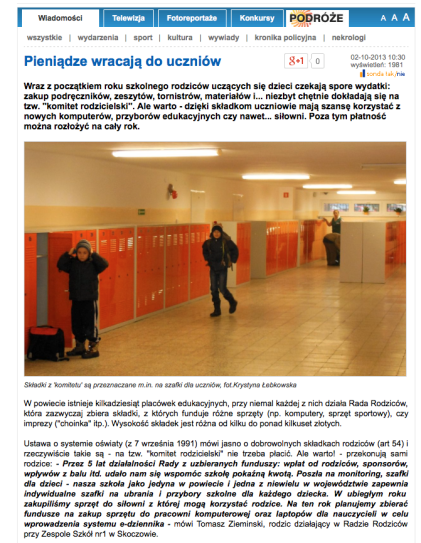 Wiadomości Telewizja Fotoreportaże Konkursy PODRÓŻE A A A
wszystkie | wydarzenia | sport | kultura | wywiady | kronika policyjna | nekrologi
Pieniądze wracają do uczniów
g+1 0
02-10-2013 10:30
wyświetleń: 1981
sonda tak/nie
Wraz z początkiem roku szkolnego rodziców uczących się dzieci czekają spore wydatki:
zakup podręczników, zeszytów, tornistrów, materiałów i... niezbyt chętnie dokładają się na
tzw. "komitet rodzicielski". Ale warto - dzięki składkom uczniowie mają szansę korzystać z
nowych komputerów, przyborów edukacyjnych czy nawet... siłowni. Poza tym płatność
można rozłożyć na cały rok.
Składki z 'komitetu' są przeznaczane m.in. na szafki dla uczniów, fot.Krystyna Łebkowska
W powiecie istnieje kilkadziesiąt placówek edukacyjnych, przy niemal każdej z nich działa Rada Rodziców,
która zazwyczaj zbiera składki, z których funduje różne sprzęty (np. komputery, sprzęt sportowy), czy
imprezy ("choinka" itp.). Wysokość składek jest różna od kilku do ponad kilkuset złotych.
Ustawa o systemie oświaty (z 7 września 1991) mówi jasno o dobrowolnych składkach rodziców (art 54) i
rzeczywiście takie są - na tzw. "komitet rodzicielski" nie trzeba płacić. Ale warto! - przekonują sami
rodzice: - Przez 5 lat działalności Rady z uzbieranych funduszy: wpłat od rodziców, sponsorów,
wpływów z balu itd. udało nam się wspomóc szkołę pokaźną kwotą. Poszła na monitoring, szafki
dla dzieci - nasza szkoła jako jedyna w powiecie i jedna z niewielu w województwie zapewnia
indywidualne szafki na ubrania i przybory szkolne dla każdego dziecka. W ubiegłym roku
zakupiliśmy sprzęt do siłowni z której mogą korzystać rodzice. Na ten rok planujemy zbierać
fundusze na zakup sprzętu do pracowni komputerowej oraz laptopów dla nauczycieli w celu
wprowadzenia systemu e-dziennika - mówi Tomasz Zieminski, rodzic działający w Radzie Rodziców
przy Zespole Szkół nr1 w Skoczowie.